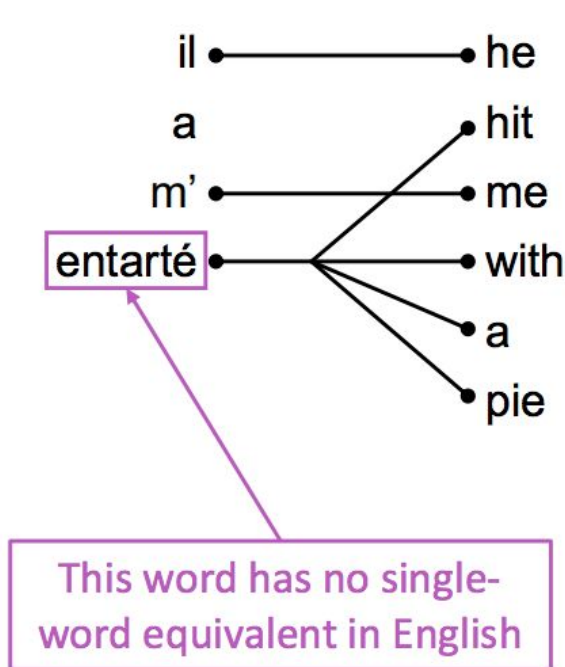 il he
a hit
m’ me
entarté with
a
pie
This word has no single-
word equivalent in English